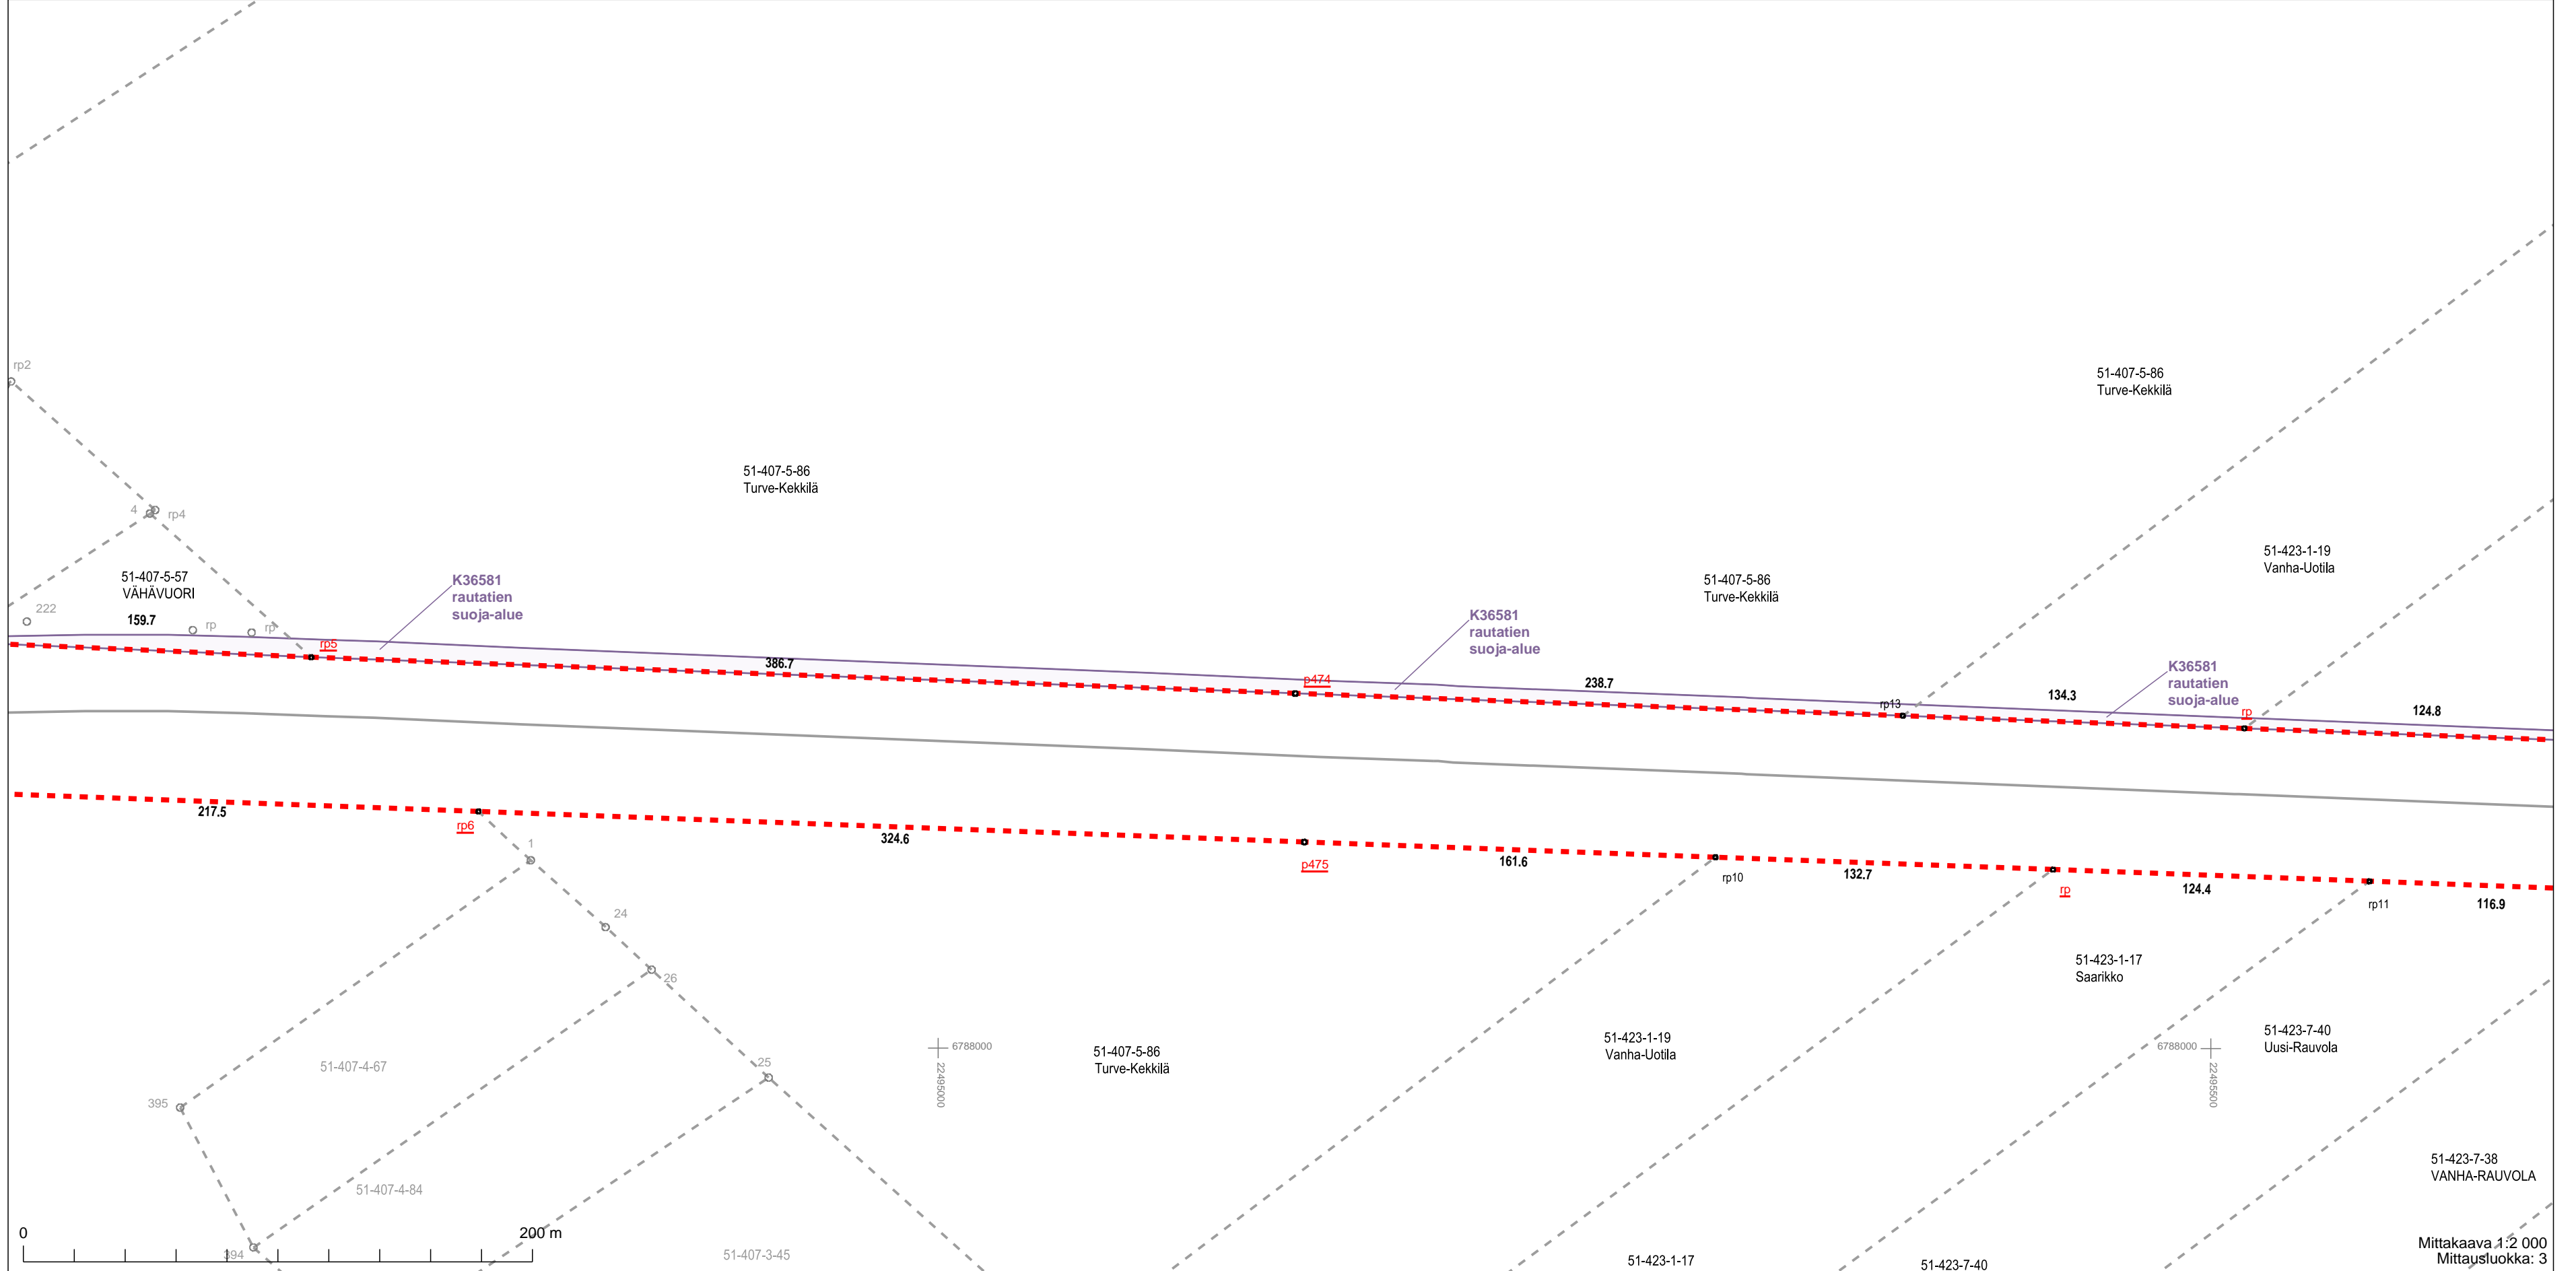 rp2
51-407-5-86
Turve-Kekkilä
51-407-5-86
Turve-Kekkilä
4
rp4
51-423-1-19
Vanha-Uotila
51-407-5-57
VÄHÄVUORI
K36581
rautatien
suoja-alue
51-407-5-86
Turve-Kekkilä
222
159.7
rp
rp
rp5
K36581
rautatien
suoja-alue
386.7
p474
238.7
K36581
rautatien
suoja-alue
rp13
134.3
rp
124.8
217.5
rp6
324.6
1
p475
161.6
rp10
132.7
rp
124.4
rp11
116.9
24
26
51-423-1-17
Saarikko
51-423-7-40
Uusi-Rauvola
51-423-1-19
Vanha-Uotila
6788000
22495000
51-407-5-86
Turve-Kekkilä
6788000
22495500
25
51-407-4-67
395
51-407-4-84
51-423-7-38
VANHA-RAUVOLA
0
200 m
394
51-407-3-45
51-423-1-17
51-423-7-40
Mittakaava 1:2 000
Mittausluokka: 3